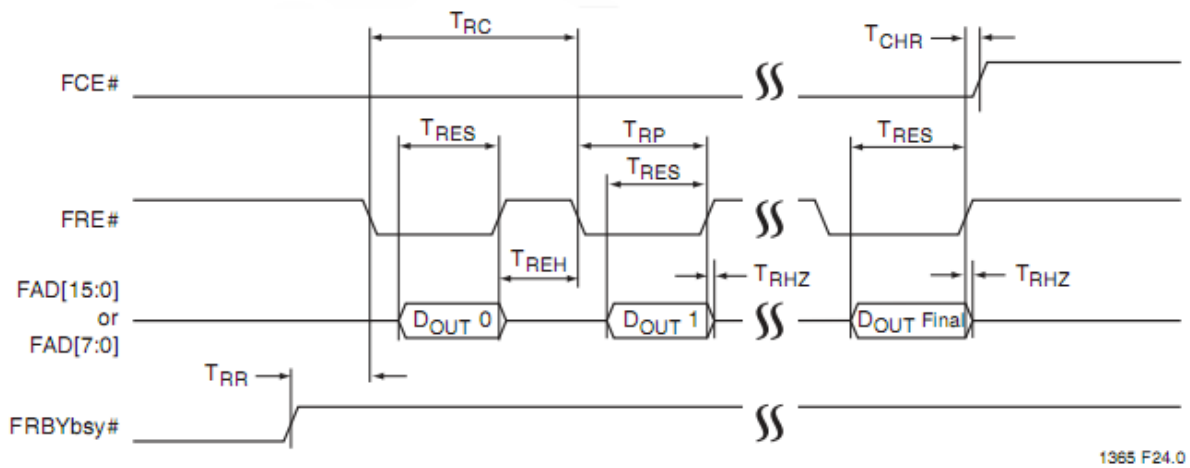 TRC
TCHR
FCE#
TRES
TRP
TRES
TRES
FRE#
TREH
TRHZ
TRHZ
FAD[15:0]
or
FAD[7:0]
DOUT 0
DOUT 1
DOUT Final
TRR
FRBYbsy#
1365 F24.0